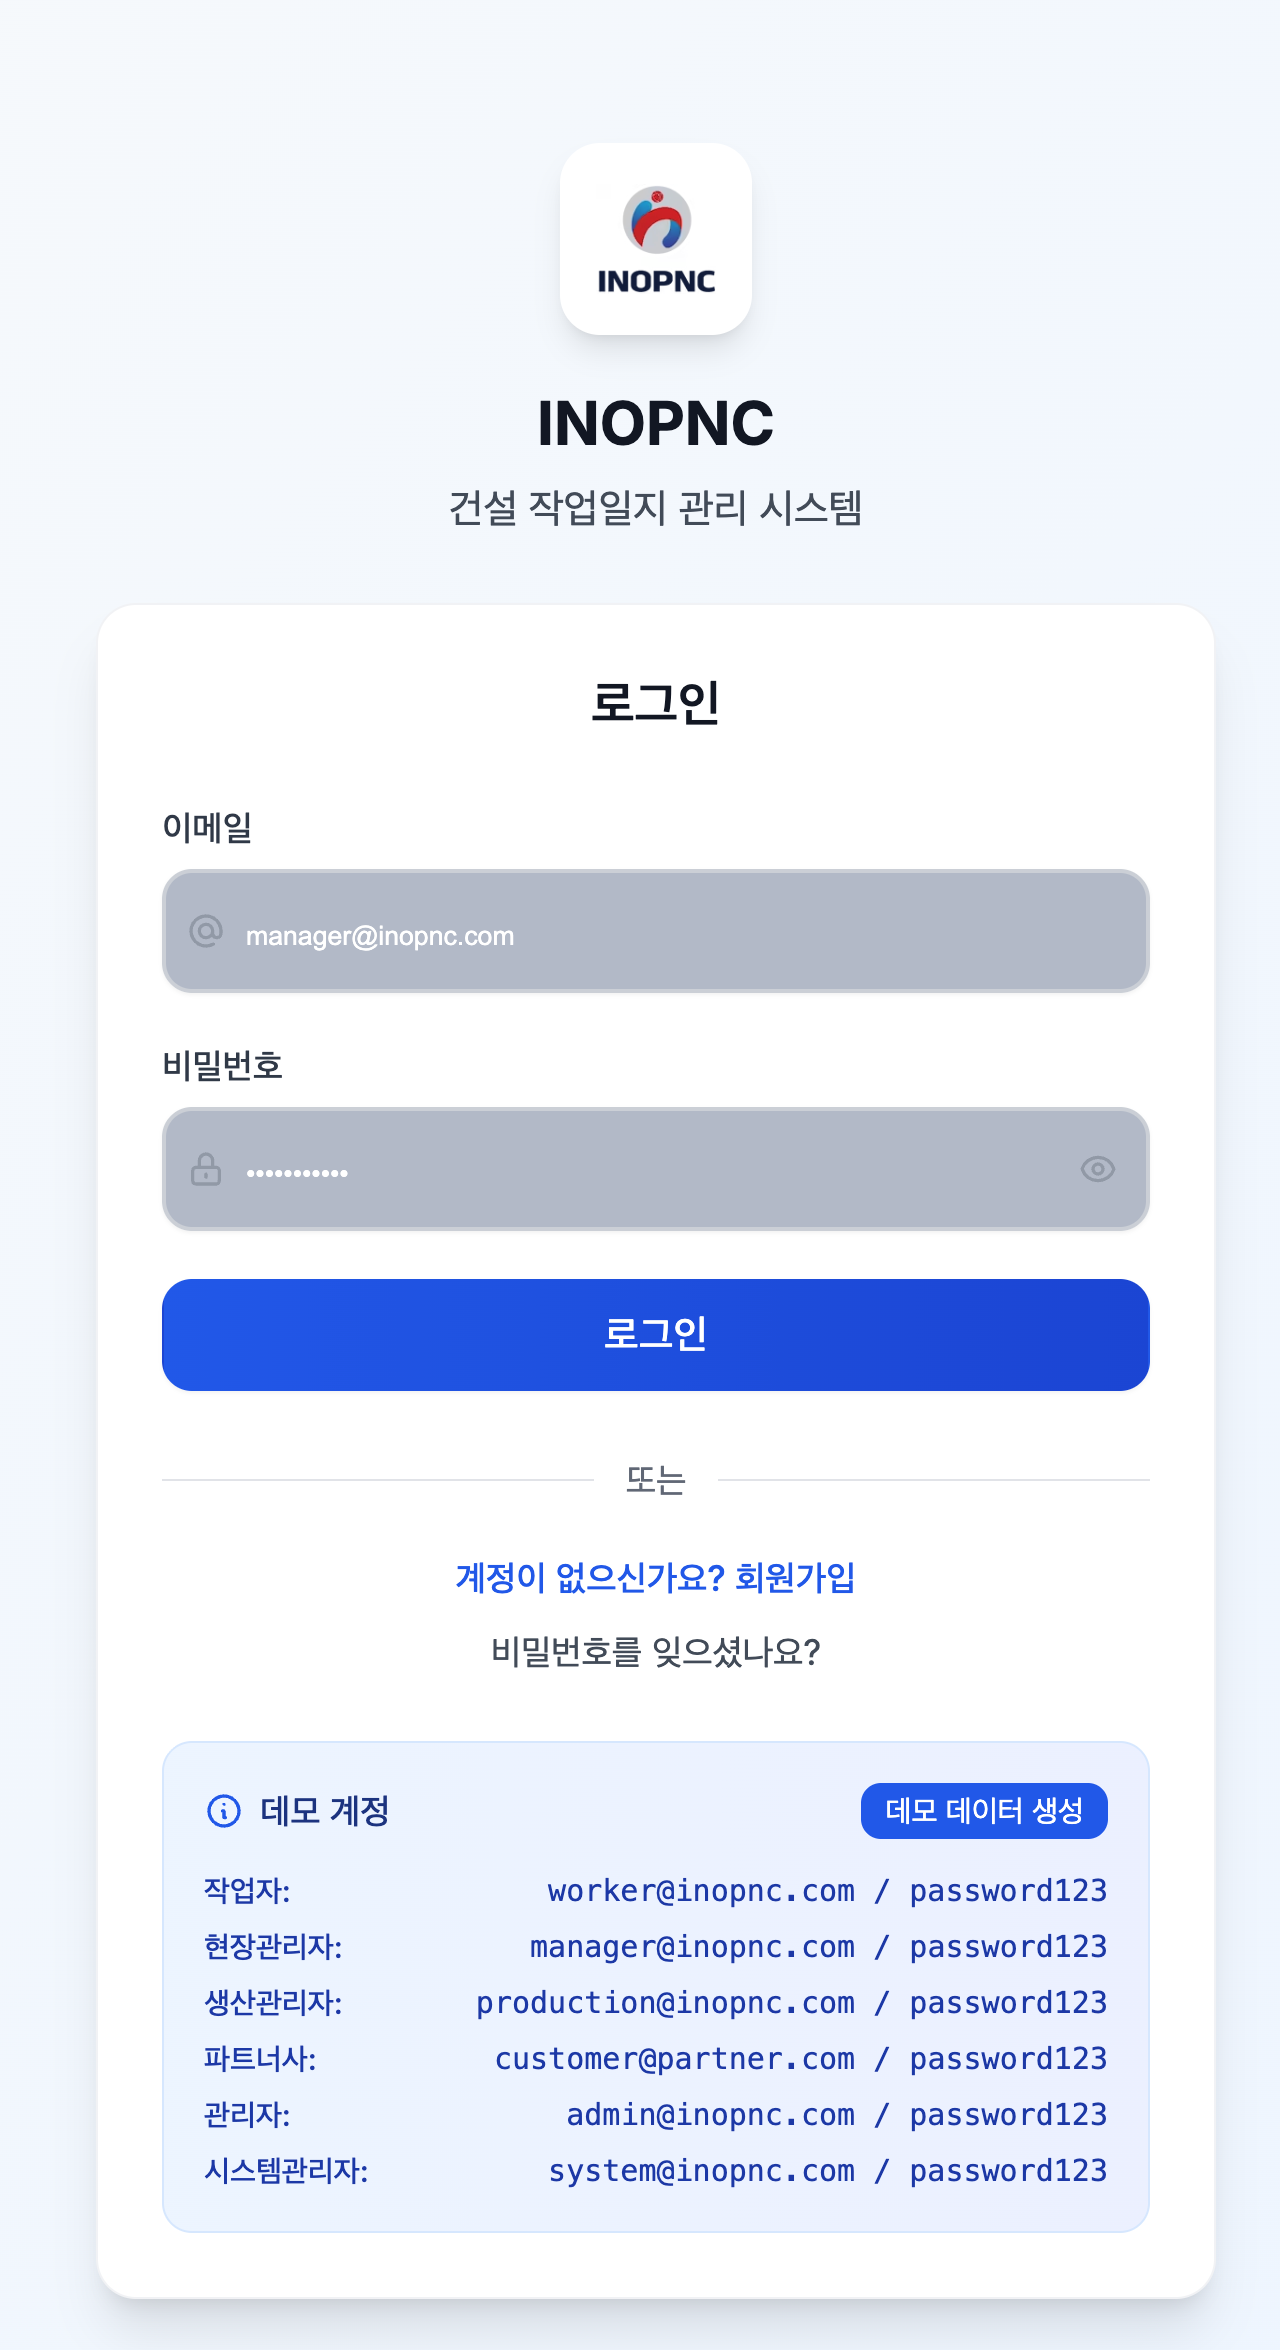 INOPNC
INOPNC
건설 작업일지 관리 시스템
로그인
이메일
manager@inopnc.com
비밀번호
•••••••••••
로그인
또는
계정이 없으신가요? 회원가입
비밀번호를 잊으셨나요?
데모 계정 데모 데이터 생성
작업자: worker@inopnc.com / password123
현장관리자: manager@inopnc.com / password123
생산관리자: production@inopnc.com / password123
파트너사: customer@partner.com / password123
관리자: admin@inopnc.com / password123
시스템관리자: system@inopnc.com / password123